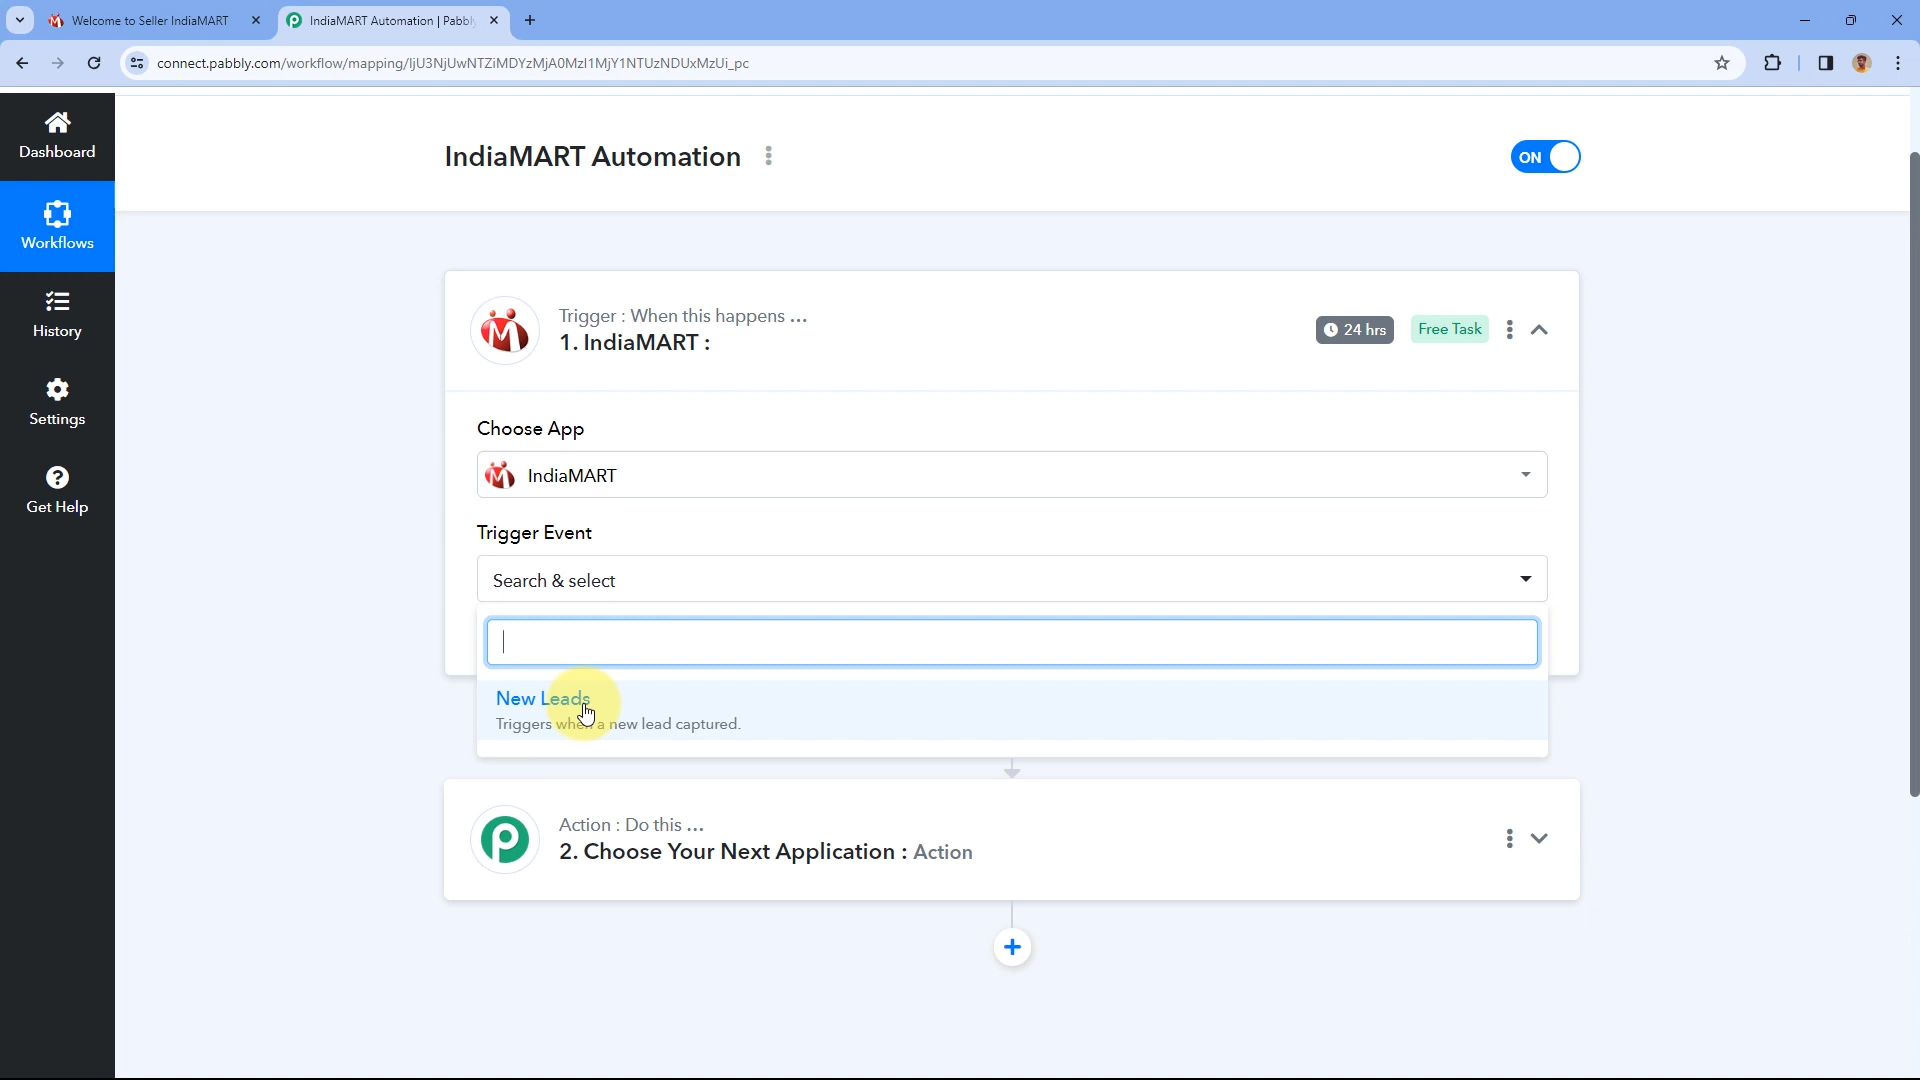 Welcome to Seller IndiaMART
IndiaMART Automation | Pabbly
connect.pabbly.com/workflow/mapping/IjU3NjUwNTZiMDYzMjA0MzI1MjY1NTUzNDUxMzUi_pc
Dashboard
Workflows
History
Settings
Get Help
IndiaMART Automation
ON
Trigger : When this happens ...
1. IndiaMART :
24 hrs
Free Task
Choose App
IndiaMART
Trigger Event
Search & select
New Leads
Triggers when a new lead captured.
Action : Do this ...
2. Choose Your Next Application : Action